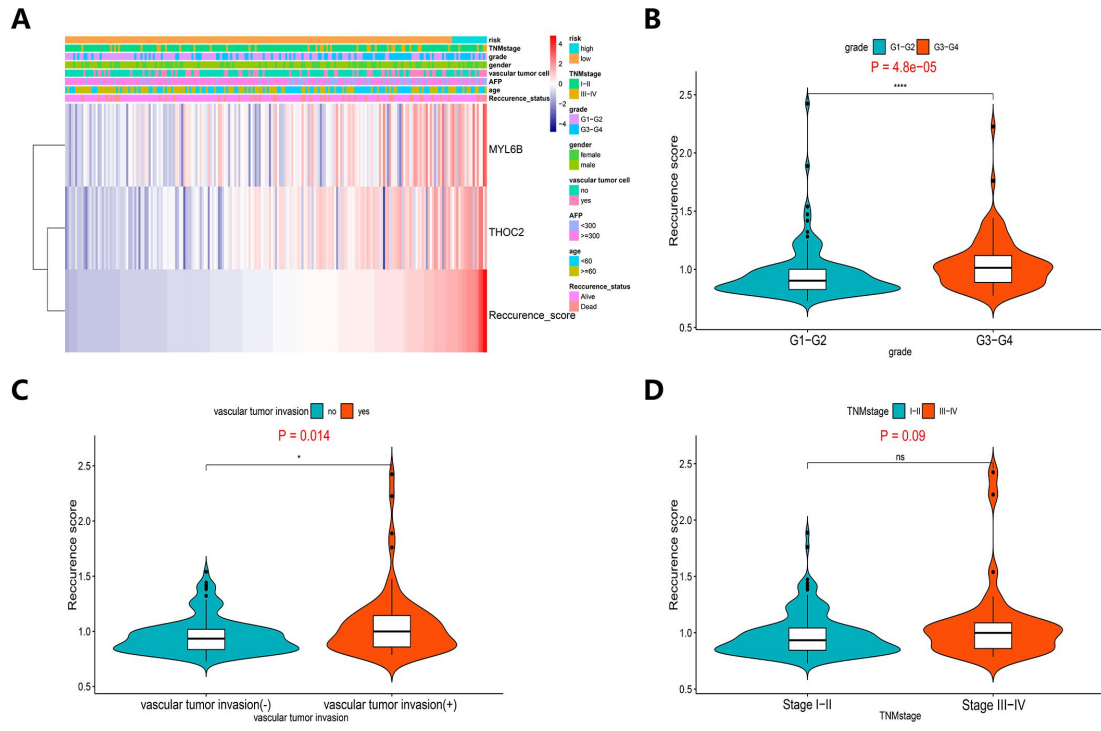 A
risk
TNMstage
grade
gender
vascular tumor cell
AFP
age
Reccurence_status
MYL6B
THOC2
Reccurence_score
4
2
0
−2
−4
risk
high
low
TNMstage
I−II
III−IV
grade
G1−G2
G3−G4
gender
female
male
vascular tumor cell
no
yes
AFP
<300
>=300
age
<60
>=60
Reccurence_status
Alive
Dead
B
grade G1−G2 G3−G4
P = 4.8e−05
****
Reccurence score
2.5
2.0
1.5
1.0
0.5
G1−G2 G3−G4
grade
C
vascular tumor invasion no yes
P = 0.014
*
Reccurence score
2.5
2.0
1.5
1.0
0.5
vascular tumor invasion(-) vascular tumor invasion(+)
vascular tumor invasion
D
TNMstage I−II III−IV
P = 0.09
ns
Reccurence score
2.5
2.0
1.5
1.0
0.5
Stage I−II Stage III−IV
TNMstage